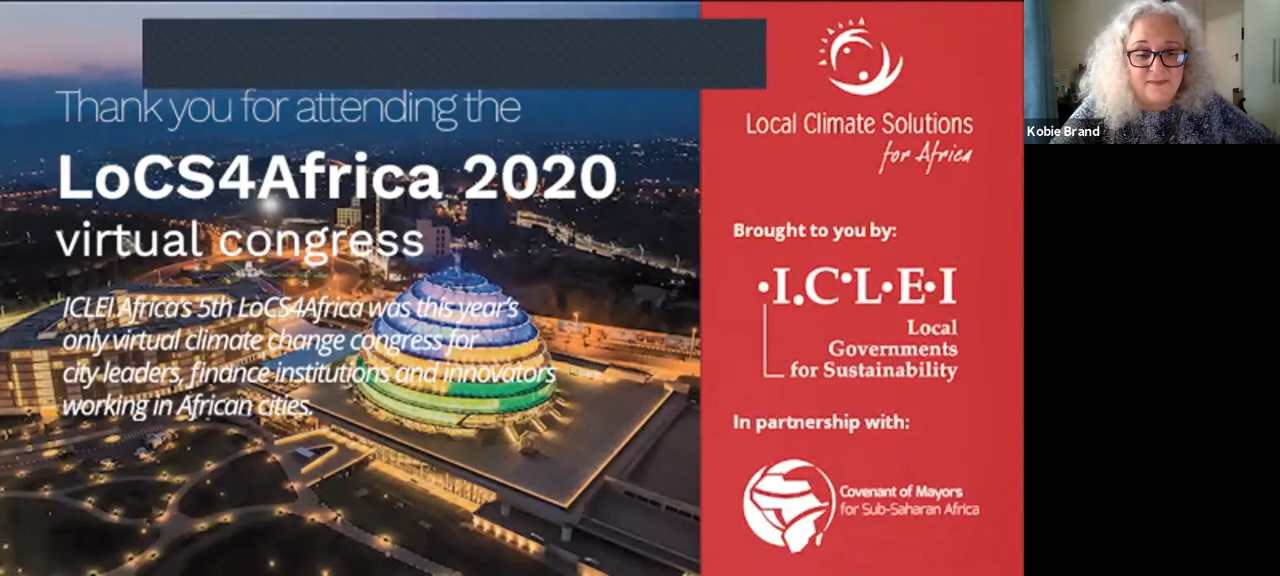 Thank you for attending the
LoCS4Africa 2020
virtual congress
ICLEI Africa's 5th LoCS4Africa was this year's
only virtual climate change congress for
city leaders, finance institutions and innovators
working in African cities.
Local Climate Solutions
for Africa
Brought to you by:
•I.C•L•E•I
Local
Governments
for Sustainability
In partnership with:
Covenant of Mayors
for Sub-Saharan Africa
Kobie Brand